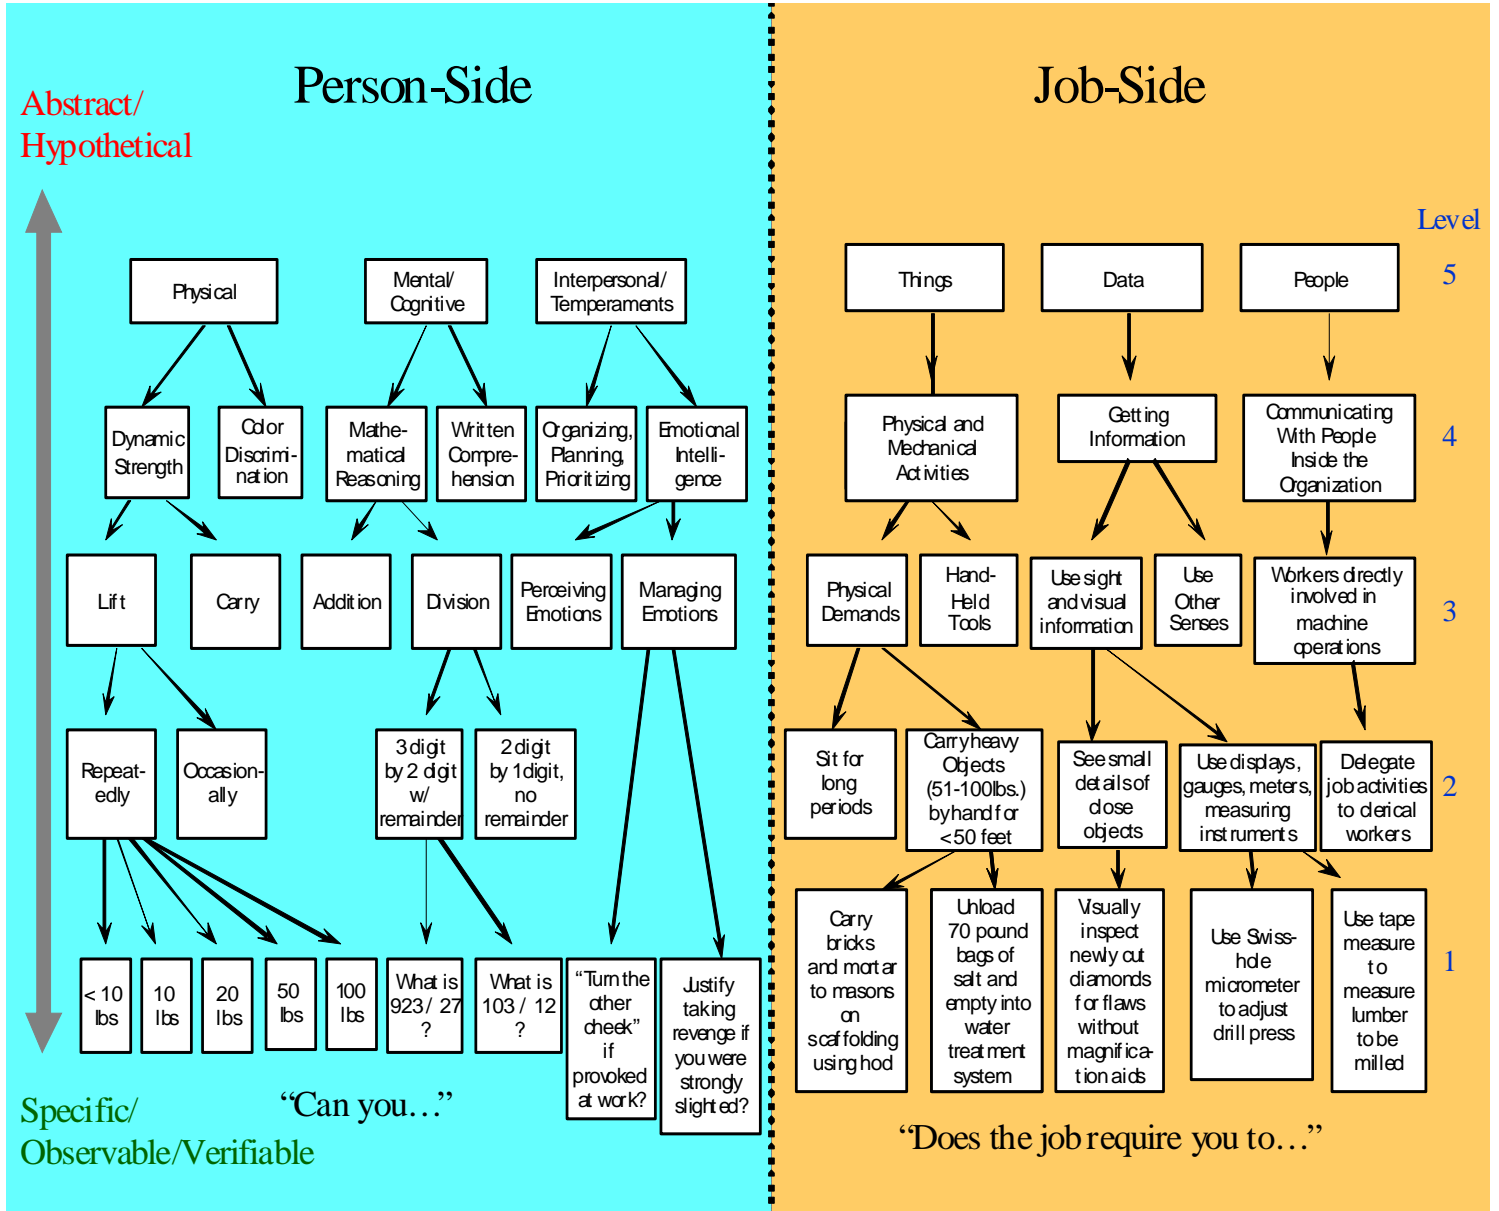 Person-Side
Job-Side
Abstract/
Hypothetical
Level
5
4
3
2
1
Physical
Mental/
Cognitive
Interpersonal/
Temperaments
Things
Data
People
Dynamic
Strength
Color
Discrimi-
nation
Mathe-
matical
Reasoning
Written
Compre-
hension
Organizing,
Planning,
Prioritizing
Emotional
Intelli-
gence
Physical and
Mechanical
Activities
Getting
Information
Communicating
With People
Inside the
Organization
Lift
Carry
Addition
Division
Perceiving
Emotions
Managing
Emotions
Physical
Demands
Hand-
Held
Tools
Use sight
and visual
information
Use
Other
Senses
Workers directly
involved in
machine
operations
Repeat-
edly
Occasion-
ally
3 digit
by 2 digit
w/
remainder
2 digit
by 1 digit,
no
remainder
Sit for
long
periods
Carry heavy
Objects
(51-100lbs.)
by hand for
<50 feet
See small
details of
close
objects
Use displays,
gauges, meters,
measuring
instruments
Delegate
job activities
to clerical
workers
< 10
lbs
10
lbs
20
lbs
50
lbs
100
lbs
What is
923 / 27
?
What is
103 / 12
?
“Turn the
other
cheek”
if
provoked
at work?
Justify
taking
revenge if
you were
strongly
slighted?
Carry
bricks
and mortar
to masons
on
scaffolding
using hod
Unload
70 pound
bags of
salt and
empty into
water
treatment
system
Visually
inspect
newly cut
diamonds
for flaws
without
magnifica-
tion aids
Use Swiss-
hole
micrometer
to adjust
drill press
Use tape
measure
to
measure
lumber
to be
milled
Specific/
Observable/Verifiable
“Can you…”
“Does the job require you to…”